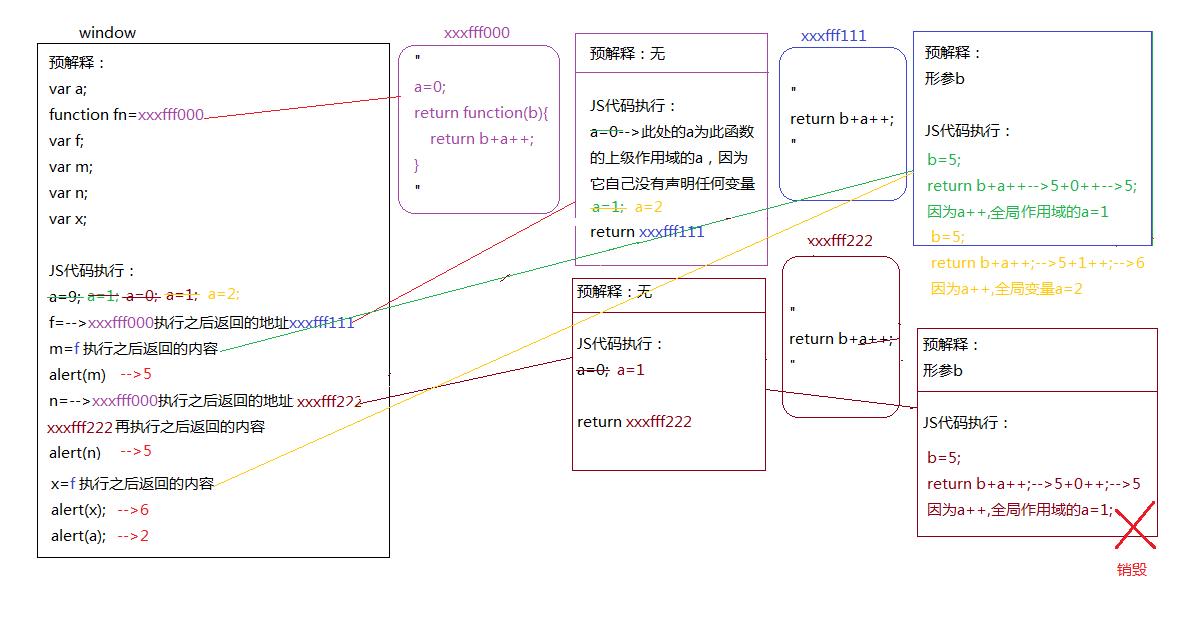 window
预解释：
var a;
function fn=xxxfff000
var f;
var m;
var n;
var x;
JS代码执行：
a=9; a=1; a=0; a=1; a=2;
f=-->xxxfff000执行之后返回的地址xxxfff111
m=f 执行之后返回的内容
alert(m) -->5
n=-->xxxfff000执行之后返回的地址 xxxfff222
xxxfff222 再执行之后返回的内容
alert(n) -->5
x=f 执行之后返回的内容
alert(x); -->6
alert(a); -->2
xxxfff000
"
a=0;
return function(b){
return b+a++;
}
"
预解释：无
JS代码执行：
a=0-->此处的a为此函数
的上级作用域的a，因为
它自己没有声明任何变量
a=1; a=2
return xxxfff111
预解释：无
JS代码执行：
a=0; a=1
return xxxfff222
xxxfff111
"
return b+a++;
"
xxxfff222
"
return b+a++;
"
预解释：
形参b
JS代码执行：
b=5;
return b+a++-->5+0++-->5;
因为a++,全局作用域的a=1
b=5;
return b+a++;-->5+1++;-->6
因为a++,全局变量a=2
预解释：
形参b
JS代码执行：
b=5;
return b+a++;-->5+0++;-->5
因为a++,全局作用域的a=1;
销毁